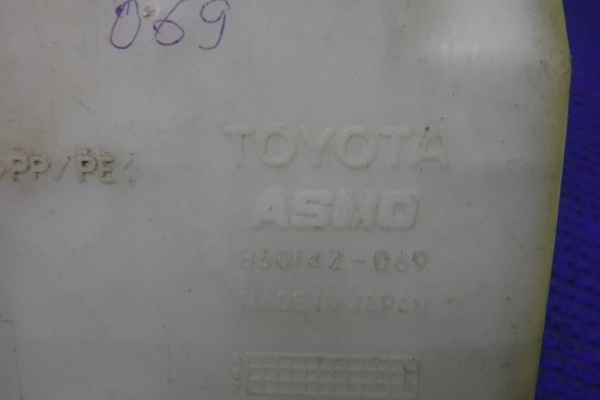 069
TOYOTA
>PP/PE<
ASMO
860142-069
MADE IN JAPAN